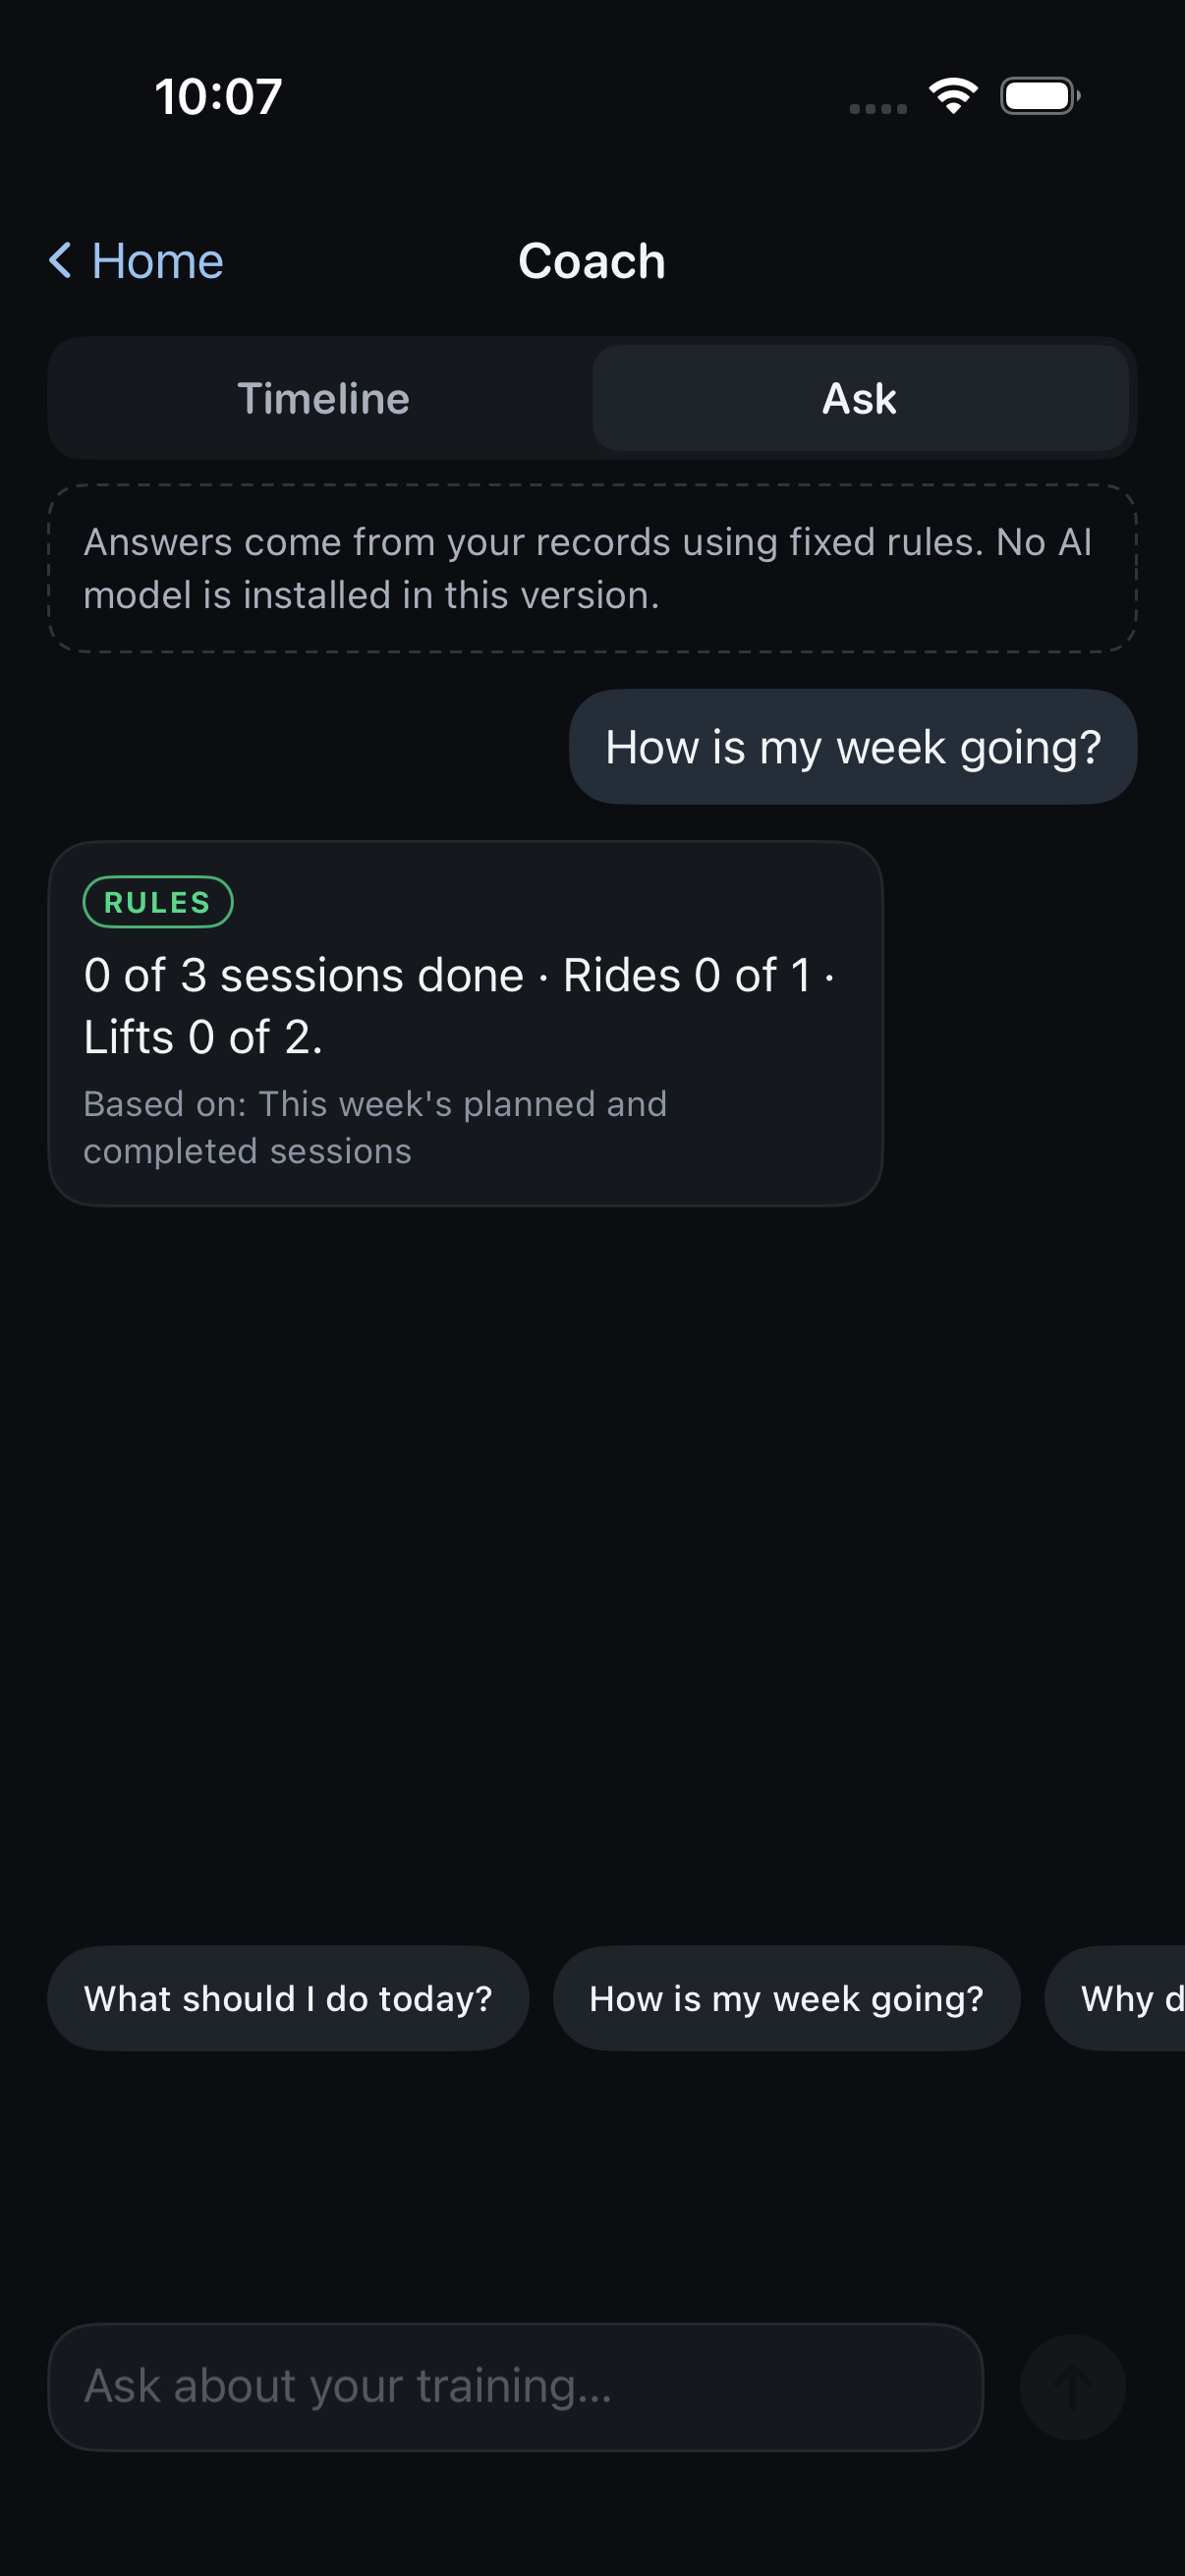 10:07
Home
Coach
Timeline
Ask
Answers come from your records using fixed rules. No AI
model is installed in this version.
How is my week going?
RULES
0 of 3 sessions done · Rides 0 of 1 ·
Lifts 0 of 2.
Based on: This week's planned and
completed sessions
What should I do today?
How is my week going?
Why d
Ask about your training...